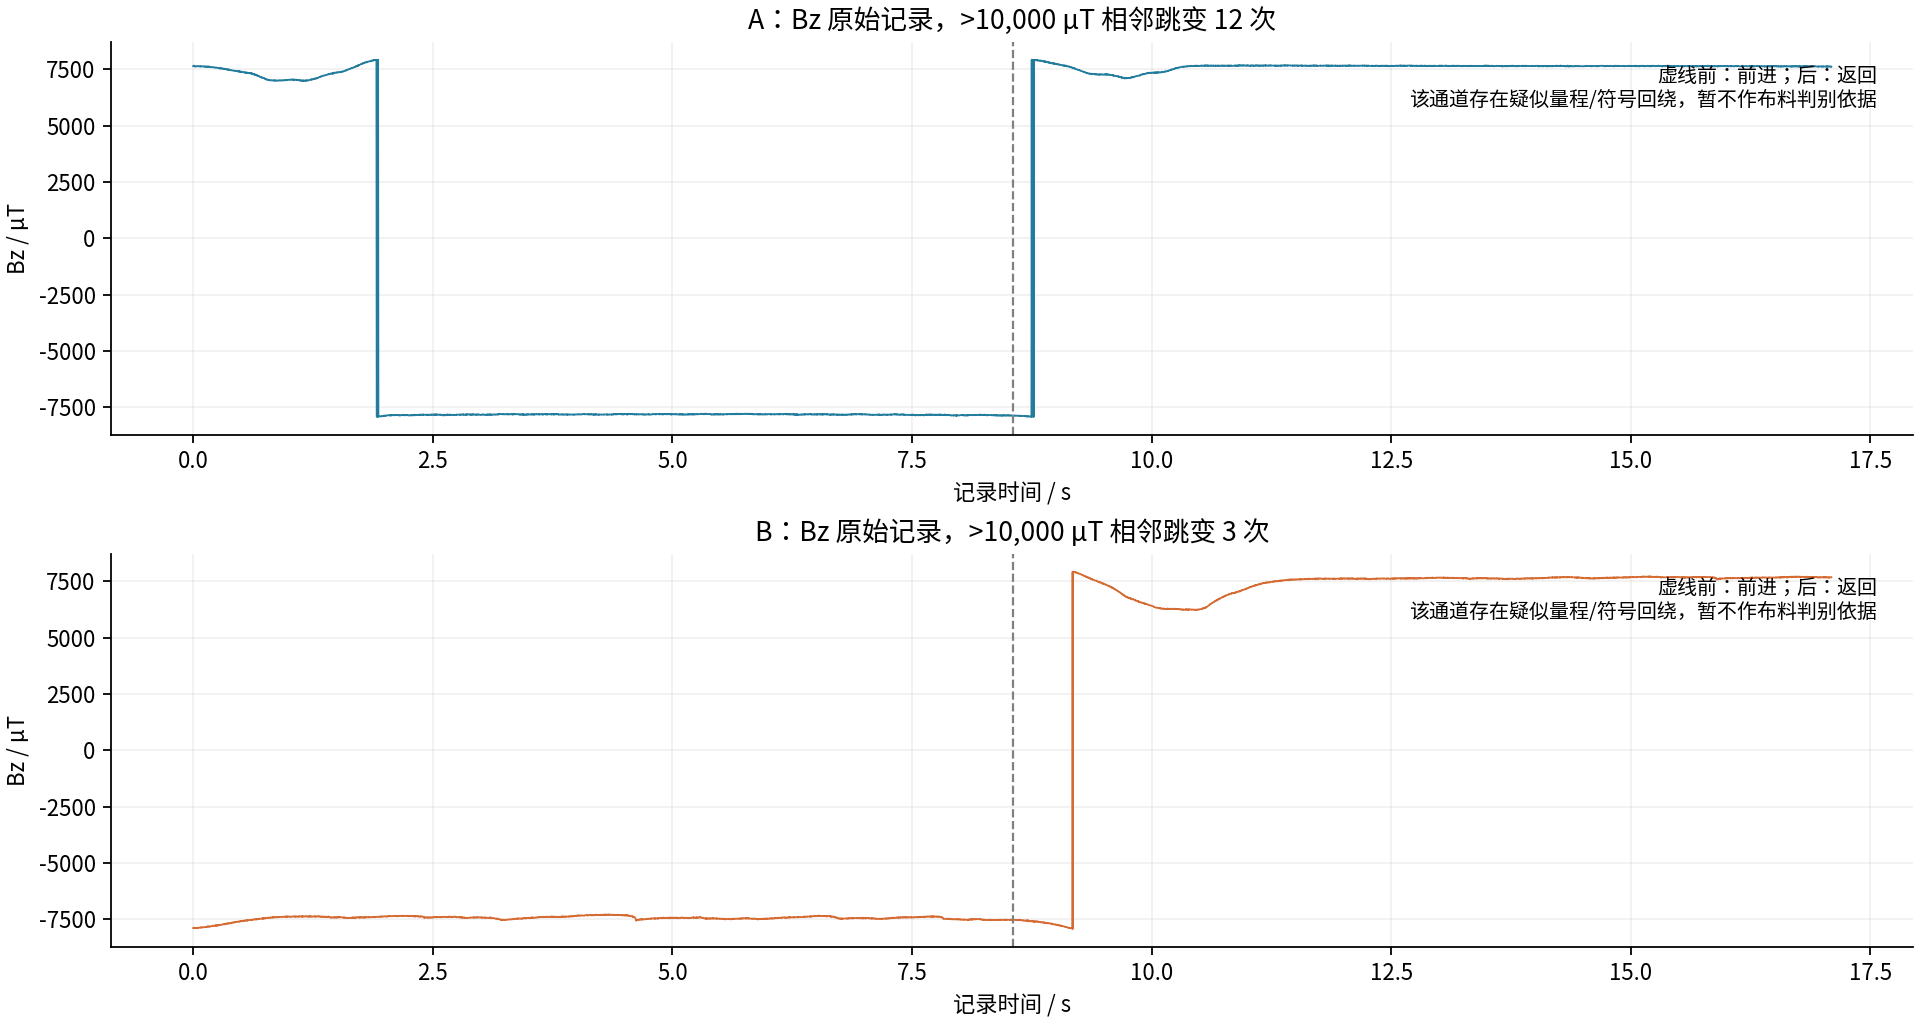 A：Bz 原始记录，>10,000 μT 相邻跳变 12 次
7500
5000
2500
0
-2500
-5000
-7500
Bz / μT
虚线前：前进；后：返回
该通道存在疑似量程/符号回绕，暂不作布料判别依据
0.0 2.5 5.0 7.5 10.0 12.5 15.0 17.5
记录时间 / s
B：Bz 原始记录，>10,000 μT 相邻跳变 3 次
7500
5000
2500
0
-2500
-5000
-7500
Bz / μT
虚线前：前进；后：返回
该通道存在疑似量程/符号回绕，暂不作布料判别依据
0.0 2.5 5.0 7.5 10.0 12.5 15.0 17.5
记录时间 / s